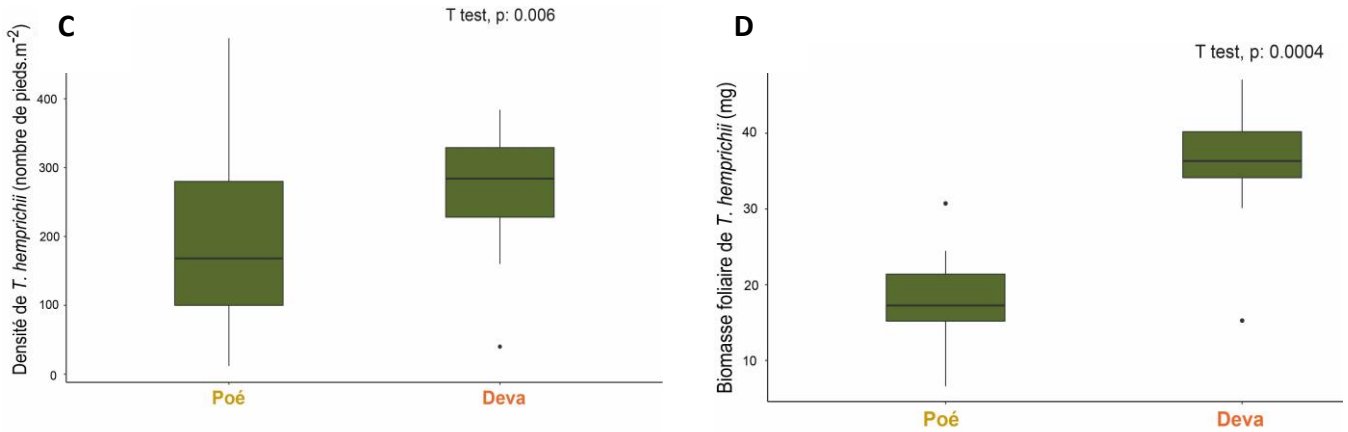 C
T test, p: 0.006
Densité de T. hemprichii (nombre de pieds.m⁻²)
400
300
200
100
0
Poé
Deva
D
T test, p: 0.0004
Biomasse foliaire de T. hemprichii (mg)
40
30
20
10
Poé
Deva